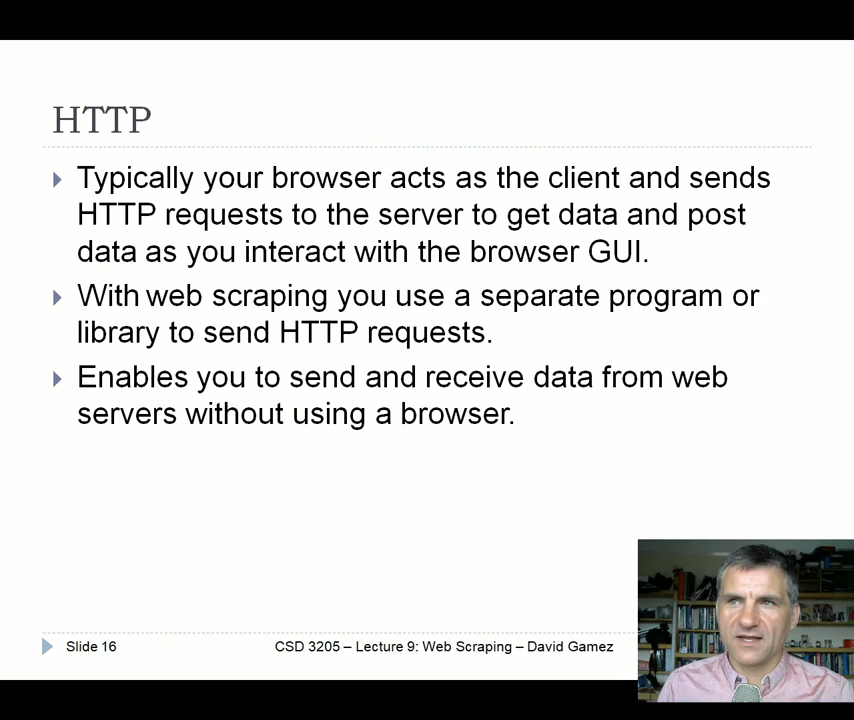 HTTP
Typically your browser acts as the client and sends
HTTP requests to the server to get data and post
data as you interact with the browser GUI.
With web scraping you use a separate program or
library to send HTTP requests.
Enables you to send and receive data from web
servers without using a browser.
Slide 16
CSD 3205 – Lecture 9: Web Scraping – David Gamez